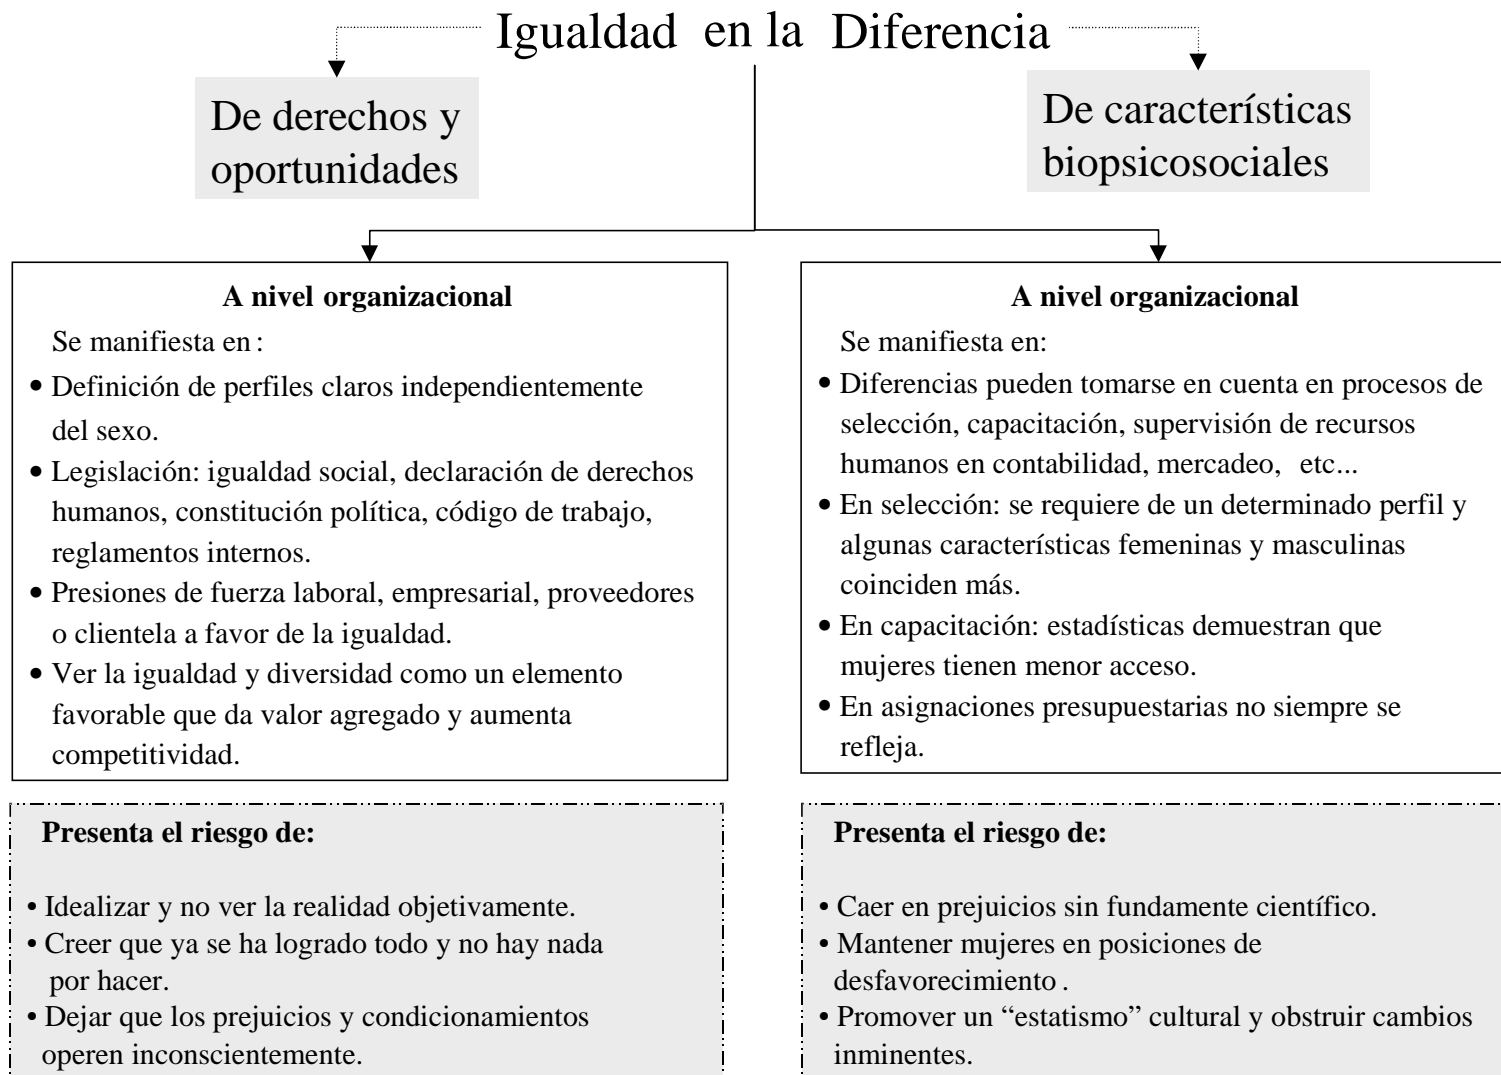 Igualdad en la Diferencia
De derechos y
oportunidades
De características
biopsicosociales
A nivel organizacional
Se manifiesta en :
• Definición de perfiles claros independientemente
del sexo.
• Legislación: igualdad social, declaración de derechos
humanos, constitución política, código de trabajo,
reglamentos internos.
• Presiones de fuerza laboral, empresarial, proveedores
o clientela a favor de la igualdad.
• Ver la igualdad y diversidad como un elemento
favorable que da valor agregado y aumenta
competitividad.
A nivel organizacional
Se manifiesta en:
• Diferencias pueden tomarse en cuenta en procesos de
selección, capacitación, supervisión de recursos
humanos en contabilidad, mercadeo, etc...
• En selección: se requiere de un determinado perfil y
algunas características femeninas y masculinas
coinciden más.
• En capacitación: estadísticas demuestran que
mujeres tienen menor acceso.
• En asignaciones presupuestarias no siempre se
refleja.
Presenta el riesgo de:
• Idealizar y no ver la realidad objetivamente.
• Creer que ya se ha logrado todo y no hay nada
por hacer.
• Dejar que los prejuicios y condicionamientos
operen inconscientemente.
Presenta el riesgo de:
• Caer en prejuicios sin fundamente científico.
• Mantener mujeres en posiciones de
desfavorecimiento .
• Promover un “estatismo” cultural y obstruir cambios
inminentes.